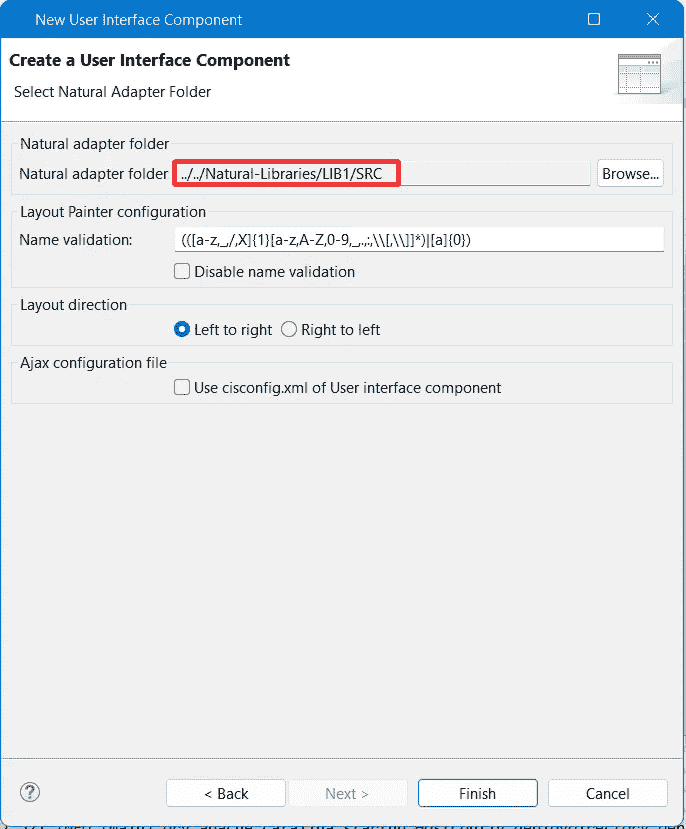 New User Interface Component
Create a User Interface Component
Select Natural Adapter Folder
Natural adapter folder
Natural adapter folder ../../Natural-Libraries/LIB1/SRC Browse...
Layout Painter configuration
Name validation: (([a-z,_,/,X]{1}[a-z,A-Z,0-9,_,.,;,\\[,\\]]*)|[a]{0})
Disable name validation
Layout direction
Left to right Right to left
Ajax configuration file
Use cisconfig.xml of User interface component
? < Back Next > Finish Cancel